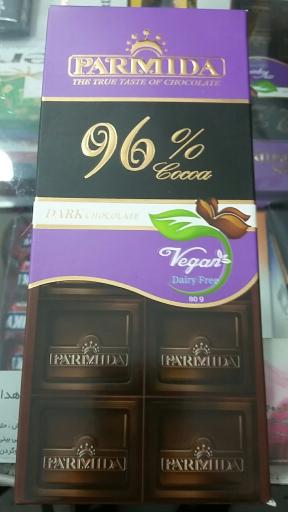 PARMIDA
THE TRUE TASTE OF CHOCOLATE
96 %
Cocoa
DARK CHOCOLATE
Vegan
Dairy Free
80 g
PARMIDA PARMIDA
PARMIDA PARMIDA